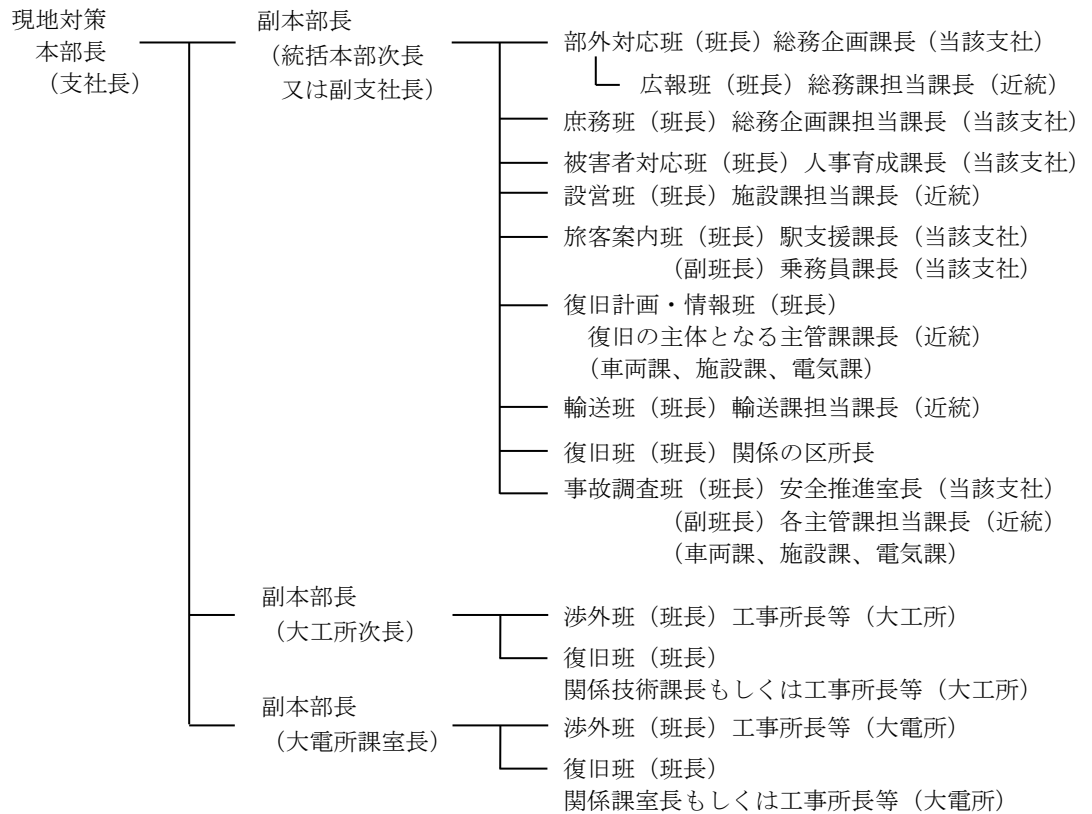 現地対策
本部長
（支社長）
副本部長
（統括本部次長
又は副支社長）
部外対応班（班長）総務企画課長（当該支社）
広報班（班長）総務課担当課長（近統）
庶務班（班長）総務企画課担当課長（当該支社）
被害者対応班（班長）人事育成課長（当該支社）
設営班（班長）施設課担当課長（近統）
旅客案内班（班長）駅支援課長（当該支社）
（副班長）乗務員課長（当該支社）
復旧計画・情報班（班長）
復旧の主体となる主管課課長（近統）
（車両課、施設課、電気課）
輸送班（班長）輸送課担当課長（近統）
復旧班（班長）関係の区所長
事故調査班（班長）安全推進室長（当該支社）
（副班長）各主管課担当課長（近統）
（車両課、施設課、電気課）
副本部長
（大工所次長）
渉外班（班長）工事所長等（大工所）
復旧班（班長）
関係技術課長もしくは工事所長等（大工所）
副本部長
（大電所課室長）
渉外班（班長）工事所長等（大電所）
復旧班（班長）
関係課室長もしくは工事所長等（大電所）